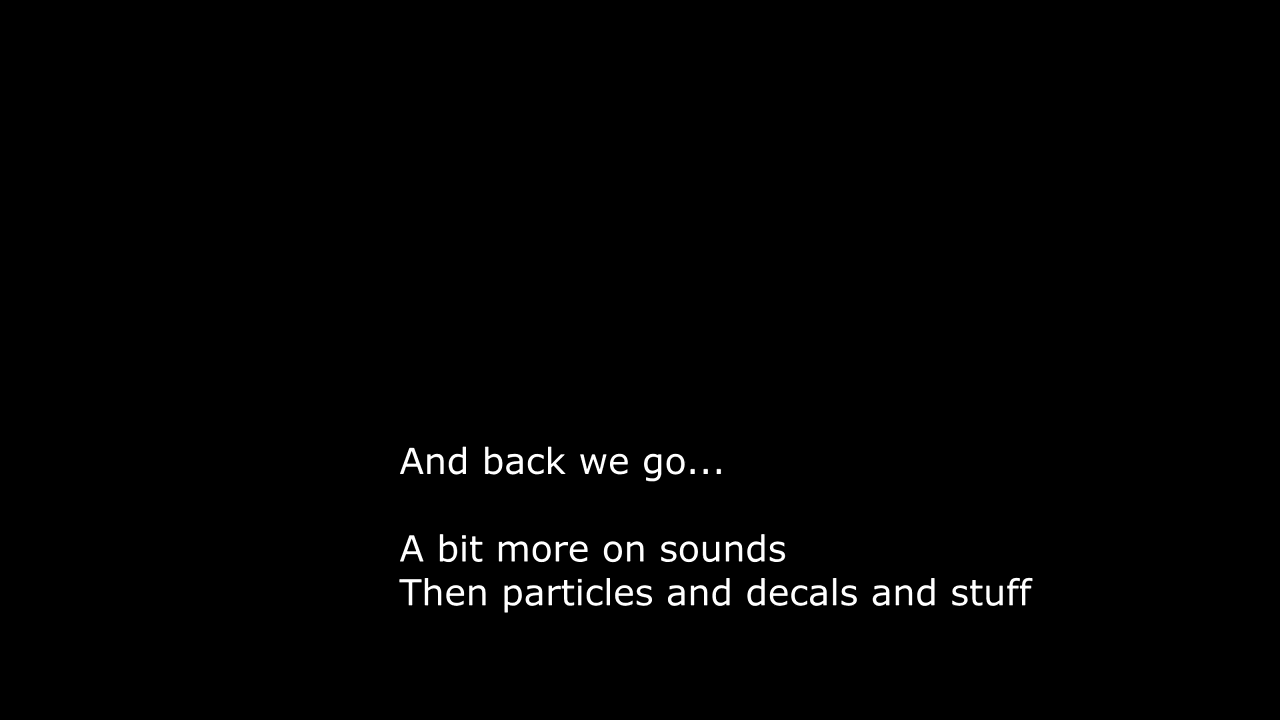 And back we go...
A bit more on sounds
Then particles and decals and stuff